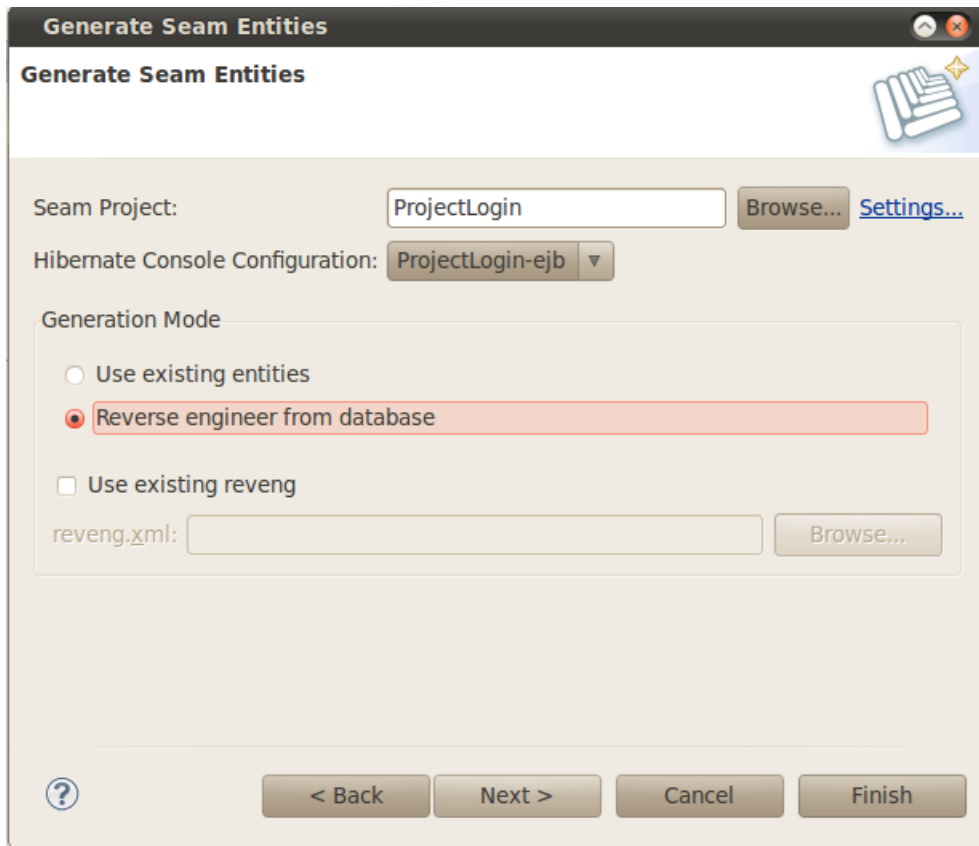 Generate Seam Entities
Generate Seam Entities
Seam Project: ProjectLogin Browse... Settings...
Hibernate Console Configuration: ProjectLogin-ejb
Generation Mode
Use existing entities
Reverse engineer from database
Use existing reveng
reveng.xml: Browse...
? < Back Next > Cancel Finish